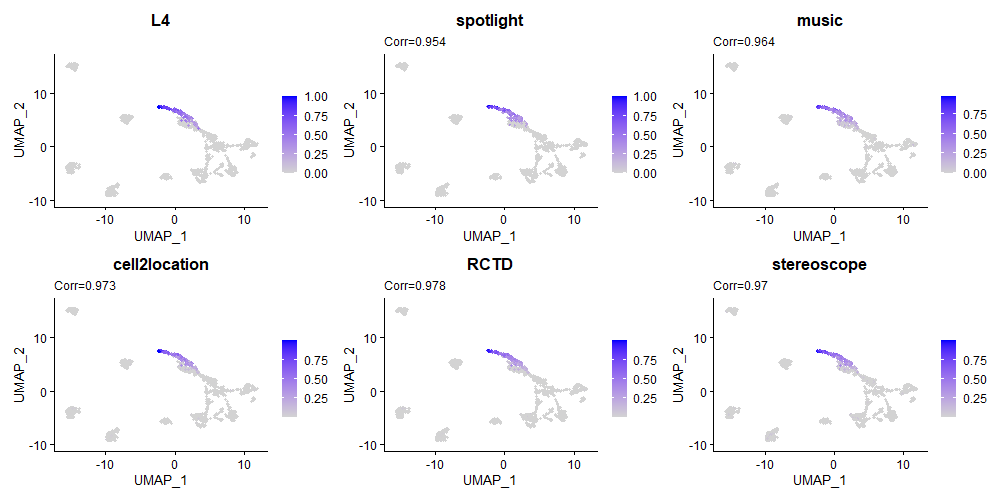 L4
spotlight
music
Corr=0.954
Corr=0.964
UMAP_2
10
0
-10
-10
0
10
UMAP_1
1.00
0.75
0.50
0.25
0.00
UMAP_2
10
0
-10
-10
0
10
UMAP_1
1.00
0.75
0.50
0.25
0.00
UMAP_2
10
0
-10
-10
0
10
UMAP_1
0.75
0.50
0.25
0.00
cell2location
RCTD
stereoscope
Corr=0.973
Corr=0.978
Corr=0.97
UMAP_2
10
0
-10
-10
0
10
UMAP_1
0.75
0.50
0.25
UMAP_2
10
0
-10
-10
0
10
UMAP_1
0.75
0.50
0.25
UMAP_2
10
0
-10
-10
0
10
UMAP_1
0.75
0.50
0.25